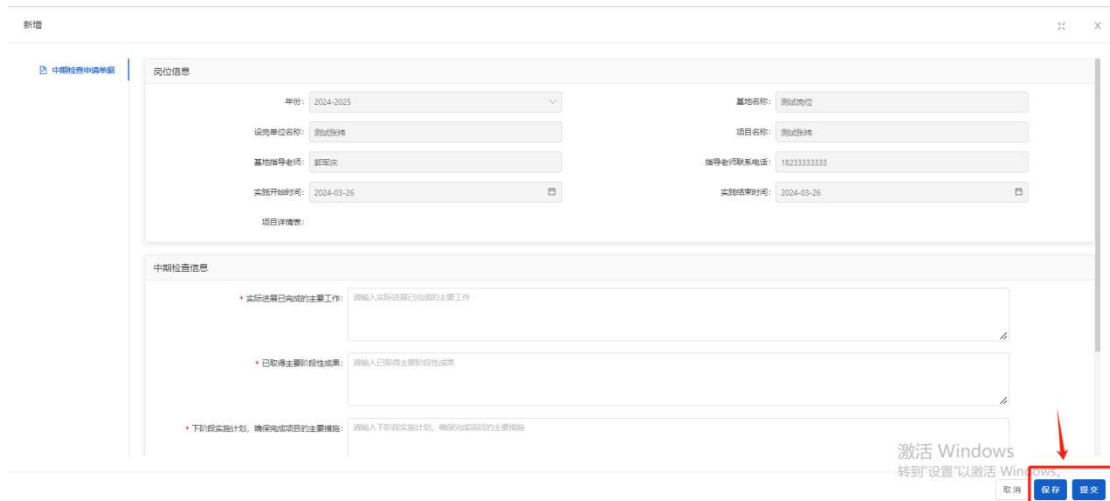 新增
中期检查申请单据
岗位信息
年份: 2024-2025
基地名称: 测试岗位
设岗单位名称: 测试张炜
项目名称: 测试张炜
基地指导老师: 郭军庆
指导老师联系电话: 18233333333
实践开始时间: 2024-03-26
实践结束时间: 2024-03-26
项目详情表:
中期检查信息
* 实际进展已完成的主要工作: 请输入实际进展已完成的主要工作
* 已取得主要阶段性成果: 请输入已取得主要阶段性成果
* 下阶段实施计划，确保完成项目的主要措施: 请输入下阶段实施计划，确保完成项目的主要措施
激活 Windows
转到"设置"以激活 Windows。
取消
保存
提交